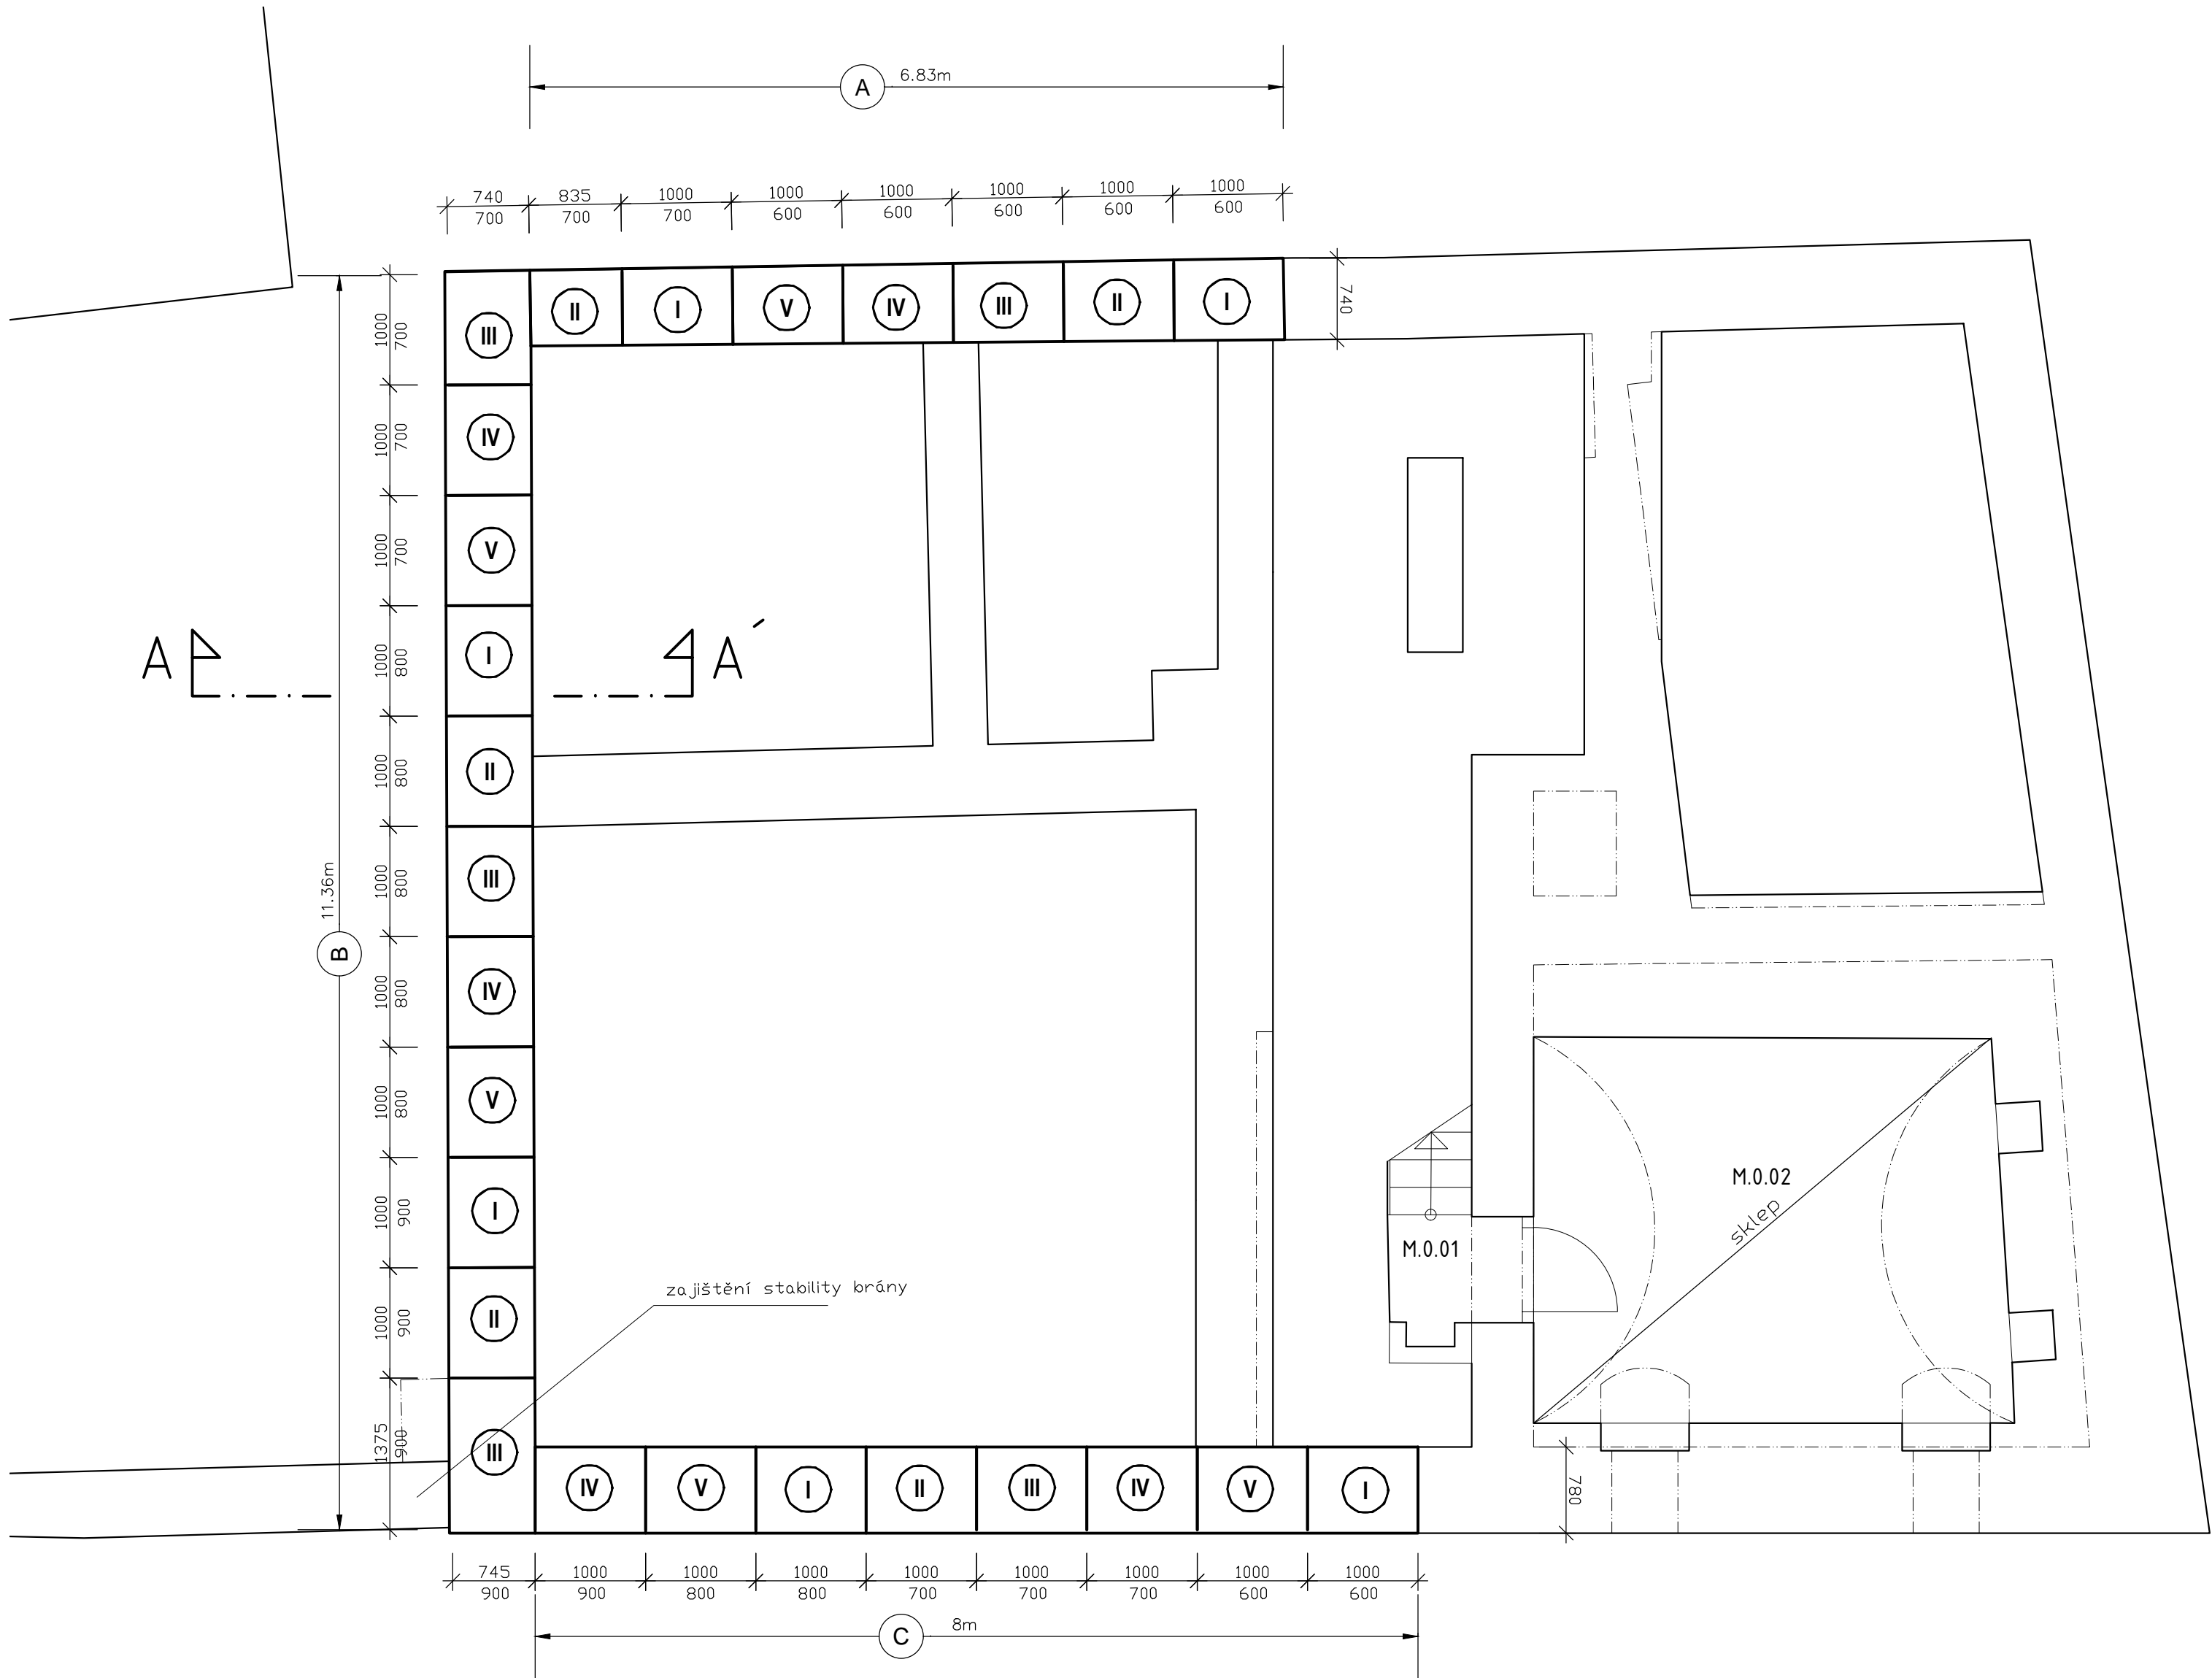 A 6.83m
740 835 1000 1000 1000 1000 1000 1000
700 700 700 600 600 600 600 600
II I V IV III II I
740
III
1000
700
IV
1000
700
V
1000
700
I
1000
800
A A´
II
1000
800
III
1000
800
11.36m
B
IV
1000
800
V
1000
800
I
1000
900
II
1000
900
III
1375
900
M.0.02
sklep
M.0.01
zajištění stability brány
IV V I II III IV V I
780
745 1000 1000 1000 1000 1000 1000 1000 1000
900 900 800 800 700 700 700 600 600
C 8m